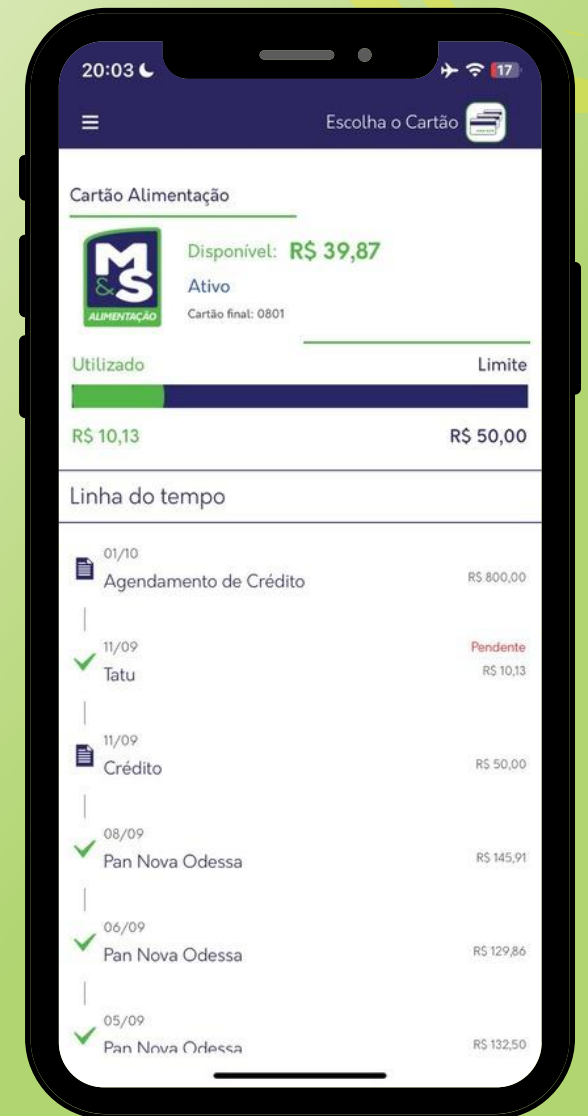 20:03
17
Escolha o Cartão
Cartão Alimentação
M
&S
ALIMENTAÇÃO
Disponível: R$ 39,87
Ativo
Cartão final: 0801
Utilizado Limite
R$ 10,13 R$ 50,00
Linha do tempo
01/10
Agendamento de Crédito R$ 800,00
11/09 Pendente
Tatu R$ 10,13
11/09
Crédito R$ 50,00
08/09
Pan Nova Odessa R$ 145,91
06/09
Pan Nova Odessa R$ 129,86
05/09
Pan Nova Odessa R$ 132,50